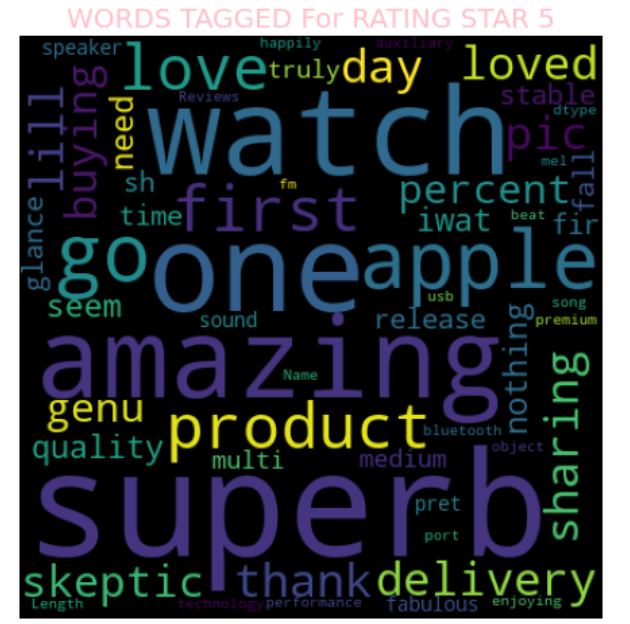 WORDS TAGGED For RATING STAR 5
speaker
happily
auxiliary
love
truly
day
loved
Reviews
stable
dtype
lill
buying
need
watch
pic
mel
fall
sh
fm
percent
glance
time
first
iwat
beat
fir
go
one
apple
usb
song
seem
sound
release
premium
nothing
amazing
Name
sharing
genu
product
bluetooth
quality
multi
medium
object
superb
pret
port
skeptic
thank
delivery
Length
technology
performance
fabulous
enjoying